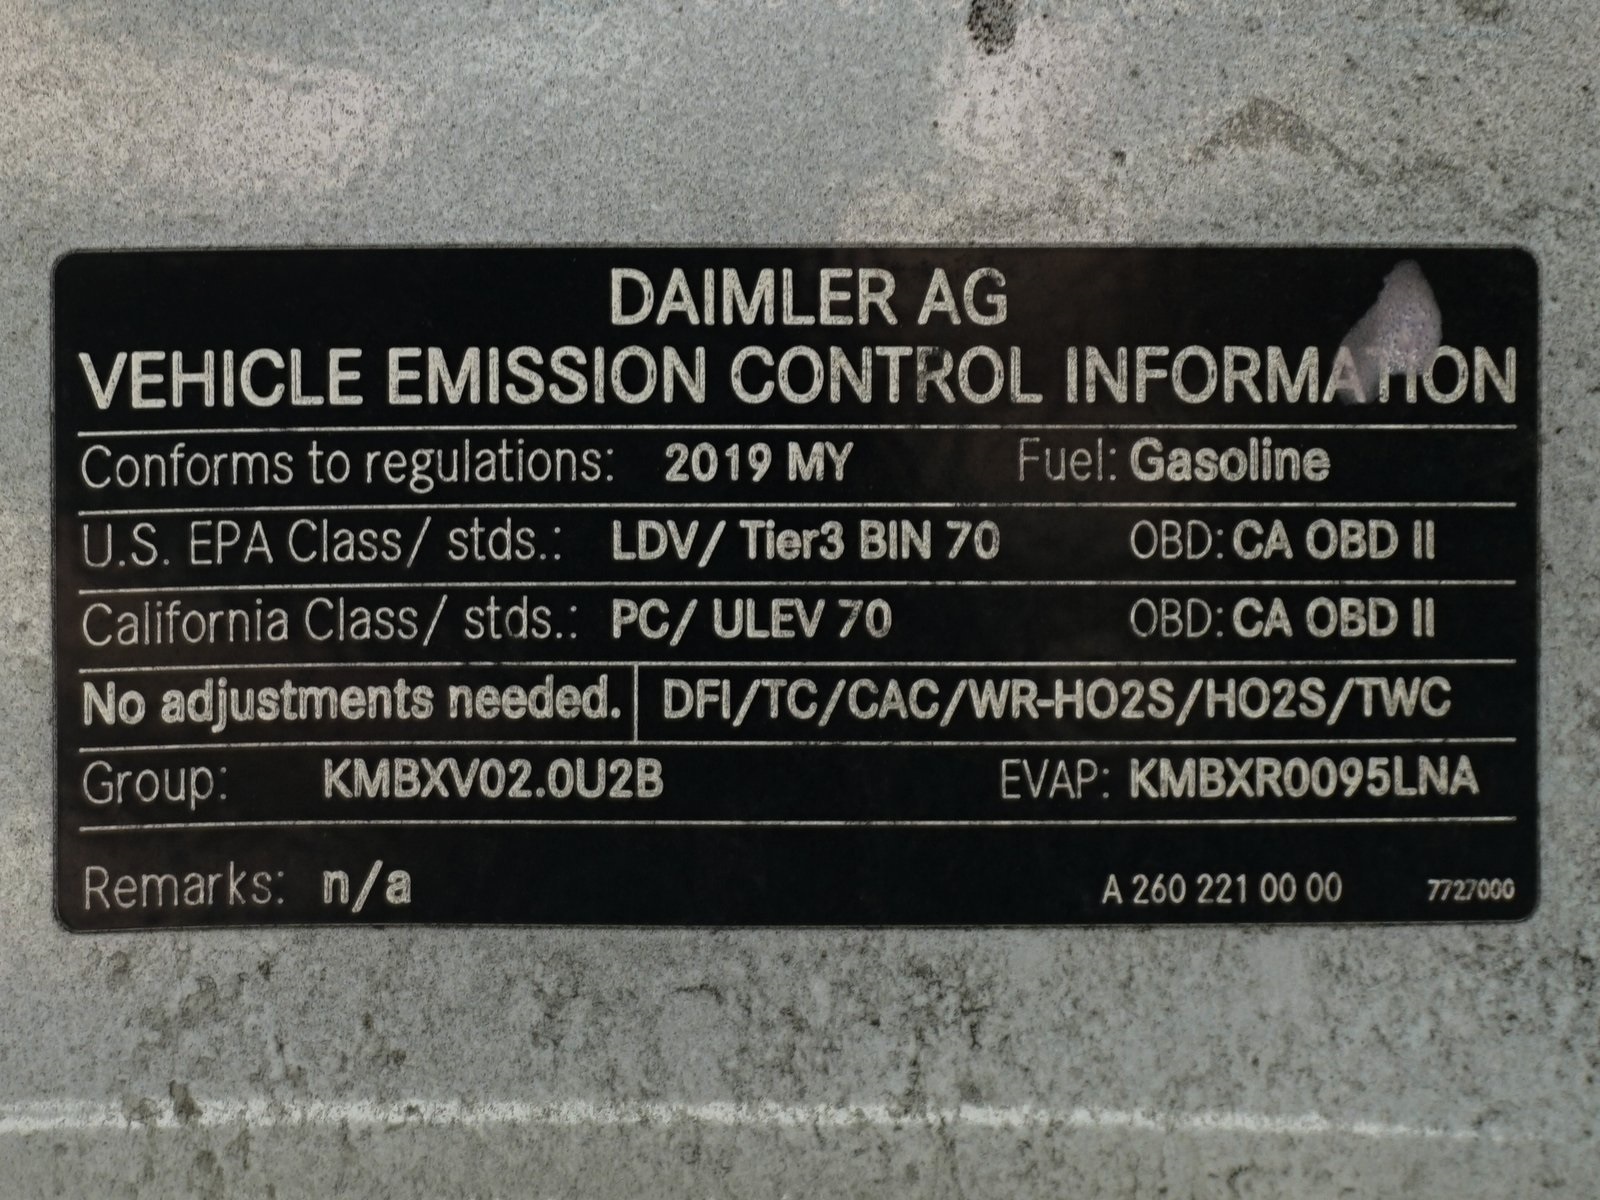 DAIMLER AG
VEHICLE EMISSION CONTROL INFORMATION
Conforms to regulations: 2019 MY Fuel: Gasoline
U.S. EPA Class/ stds.: LDV/ Tier3 BIN 70 OBD: CA OBD II
California Class/ stds.: PC/ ULEV 70 OBD: CA OBD II
No adjustments needed. DFI/TC/CAC/WR-HO2S/HO2S/TWC
Group: KMBXV02.0U2B EVAP: KMBXR0095LNA
Remarks: n/a A 260 221 00 00 7727000